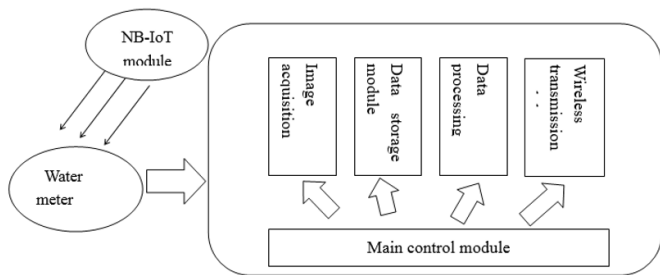 NB-IoT
module
Water
meter
Image
acquisition
Data storage
module
Data
processing
Wireless
transmission
Main control module